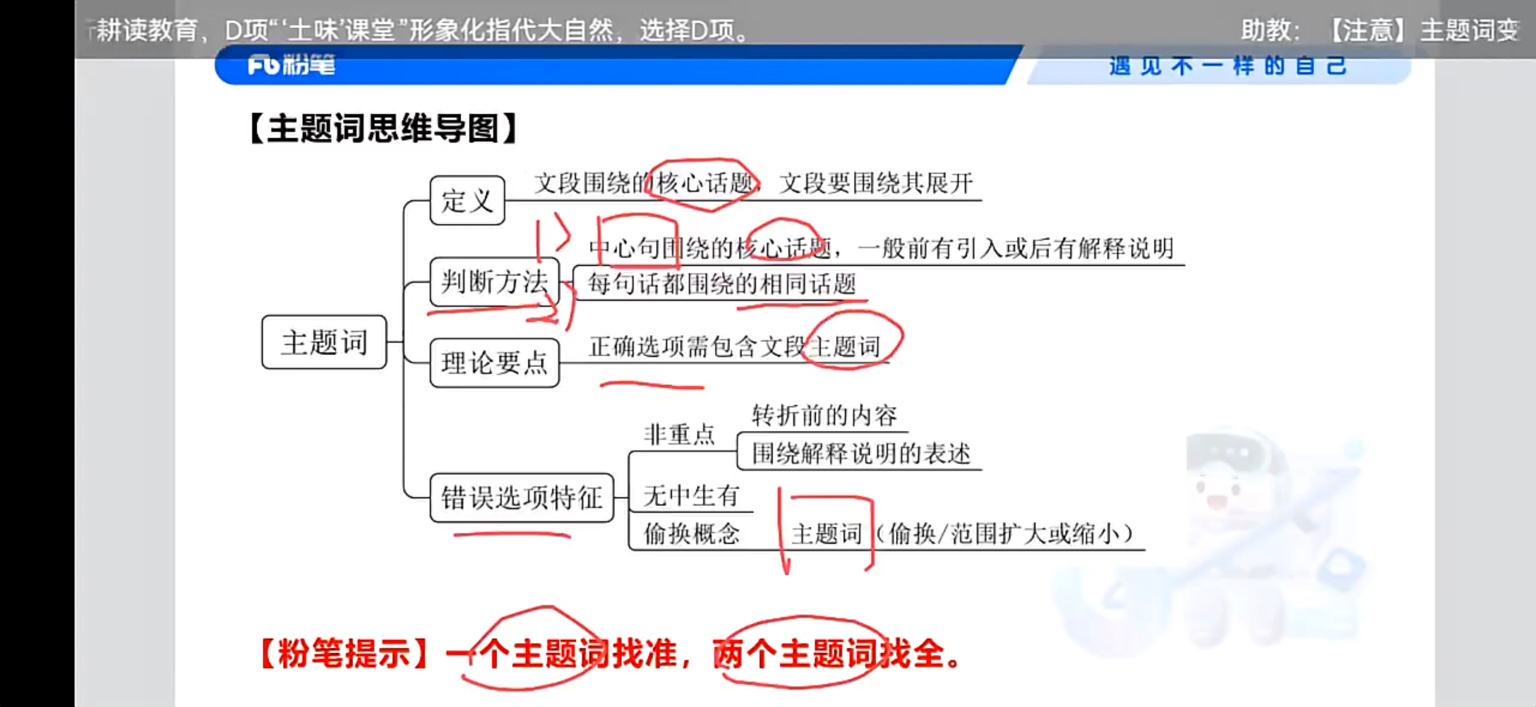 耕读教育，D项“‘土味’课堂”形象化指代大自然，选择D项。
助教：【注意】主题词变
粉笔
遇见不一样的自己
【主题词思维导图】
定义
文段围绕的核心话题，文段要围绕其展开
1)
中心句围绕的核心话题，一般前有引入或后有解释说明
判断方法
2)
每句话都围绕的相同话题
主题词
理论要点
正确选项需包含文段主题词
非重点
转折前的内容
围绕解释说明的表述
错误选项特征
无中生有
偷换概念
主题词（偷换/范围扩大或缩小）
【粉笔提示】一个主题词找准，两个主题词找全。